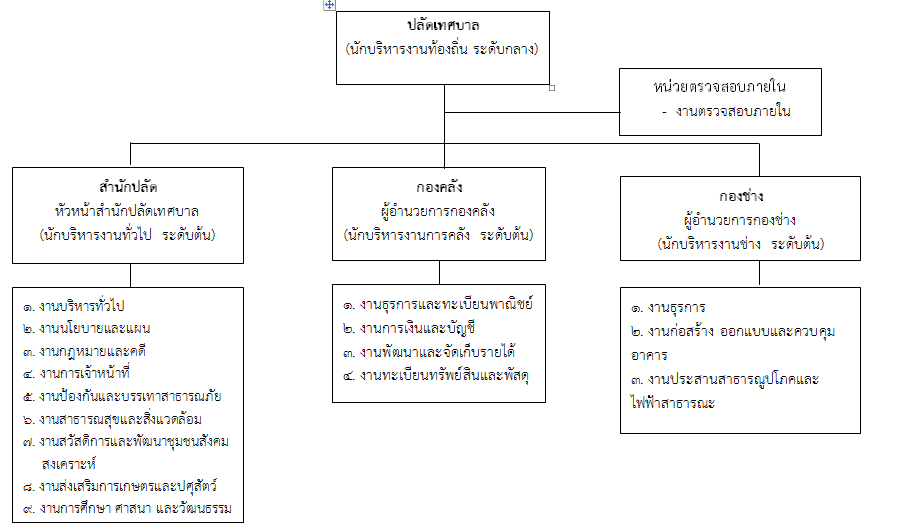 ปลัดเทศบาล
(นักบริหารงานท้องถิ่น ระดับกลาง)
หน่วยตรวจสอบภายใน
- งานตรวจสอบภายใน
สำนักปลัด
หัวหน้าสำนักปลัดเทศบาล
(นักบริหารงานทั่วไป ระดับต้น)
กองคลัง
ผู้อำนวยการกองคลัง
(นักบริหารงานการคลัง ระดับต้น)
กองช่าง
ผู้อำนวยการกองช่าง
(นักบริหารงานช่าง ระดับต้น)
๑. งานบริหารทั่วไป
๒. งานนโยบายและแผน
๓. งานกฎหมายและคดี
๔. งานการเจ้าหน้าที่
๕. งานป้องกันและบรรเทาสาธารณภัย
๖. งานสาธารณสุขและสิ่งแวดล้อม
๗. งานสวัสดิการและพัฒนาชุมชนสังคม
สงเคราะห์
๘. งานส่งเสริมการเกษตรและปศุสัตว์
๙. งานการศึกษา ศาสนา และวัฒนธรรม
๑. งานธุรการและทะเบียนพาณิชย์
๒. งานการเงินและบัญชี
๓. งานพัฒนาและจัดเก็บรายได้
๔. งานทะเบียนทรัพย์สินและพัสดุ
๑. งานธุรการ
๒. งานก่อสร้าง ออกแบบและควบคุม
อาคาร
๓. งานประสานสาธารณูปโภคและ
ไฟฟ้าสาธารณะ